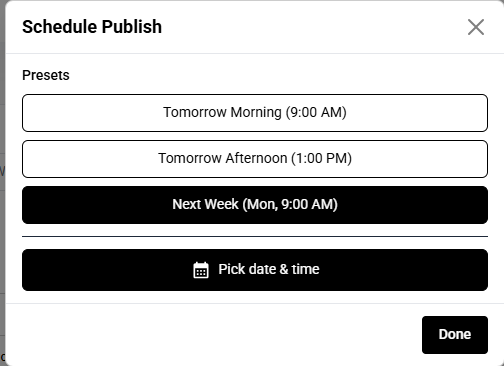 Schedule Publish
Presets
Tomorrow Morning (9:00 AM)
Tomorrow Afternoon (1:00 PM)
Next Week (Mon, 9:00 AM)
Pick date & time
Done